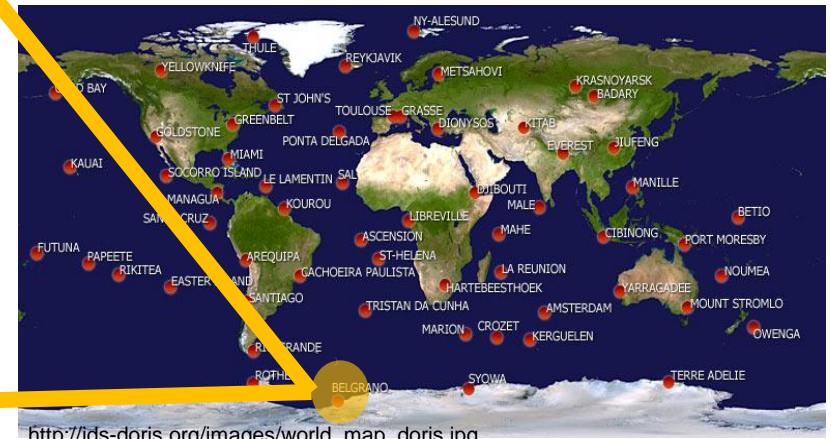 NY-ALESUND
THULE
REYKJAVIK
YELLOWKNIFE
METSAHOVI
KRASNOYARSK
BAY
BADARY
ST JOHN'S
TOULOUSE GRASSE
GREENBELT
GOLDSTONE
PONTA DELGADA
DIONYSOS
KITAB
EVEREST
JIUFENG
MIAMI
KAUAI
SOCORRO ISLAND
LE LAMENTIN
SAL
DJIBOUTI
MANILLE
MANAGUA
KOUROU
MALE
LIBREVILLE
BETIO
MAHE
CIBINONG
ASCENSION
PORT MORESBY
FUTUNA
PAPEETE
AREQUIPA
ST-HELENA
RIKITEA
CACHOEIRA PAULISTA
LA REUNION
NOUMEA
EASTER
HARTEBEESTHOEK
YARRAGADEE
SANTIAGO
TRISTAN DA CUNHA
AMSTERDAM
MOUNT STROMLO
MARION
CROZET
KERGUELEN
OWENGA
BELGRANO
SYOWA
TERRE ADELIE
http://ids-doris.org/images/world_map_doris.jpg